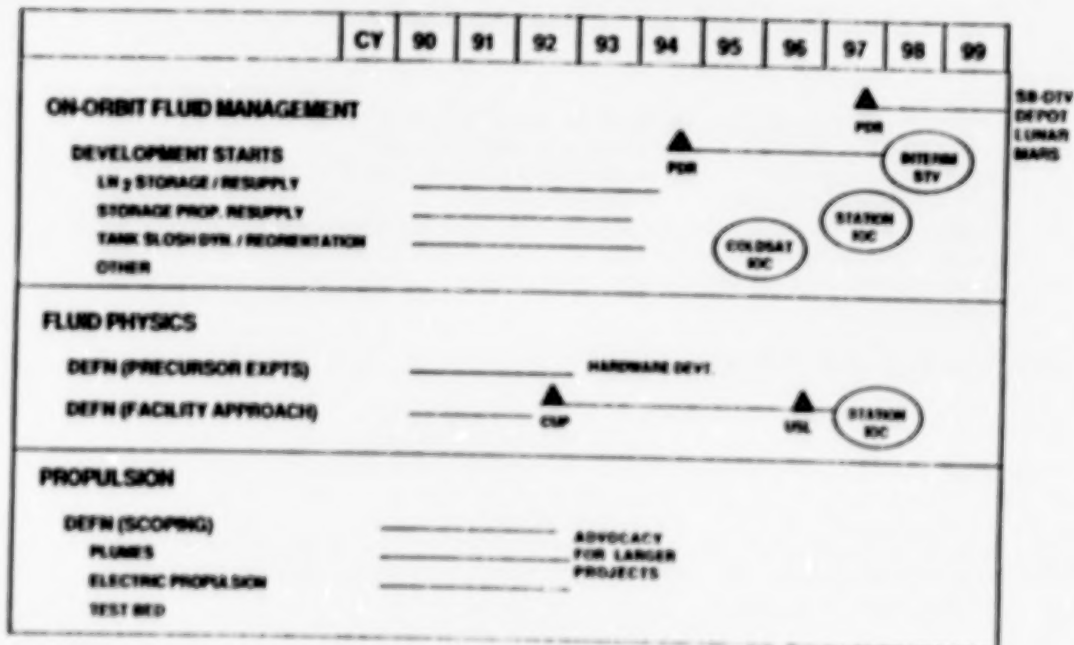 CY 90 91 92 93 94 95 96 97 98 99
ON-ORBIT FLUID MANAGEMENT
PDR
SB-OTV
DEPOT
LUNAR
MARS
DEVELOPMENT STARTS
PDR
INTERIM
STV
LH2 STORAGE / RESUPPLY
STORAGE PROP. RESUPPLY
STATION
IOC
TANK SLOSH DYN. / REORIENTATION
COLDSAT
IOC
OTHER
FLUID PHYSICS
DEFN (PRECURSOR EXPTS)
HARDWARE DEVT.
DEFN (FACILITY APPROACH)
CUP
USL
STATION
IOC
PROPULSION
DEFN (SCOPING)
ADVOCACY
FOR LARGER
PROJECTS
PLUMES
ELECTRIC PROPULSION
TEST BED